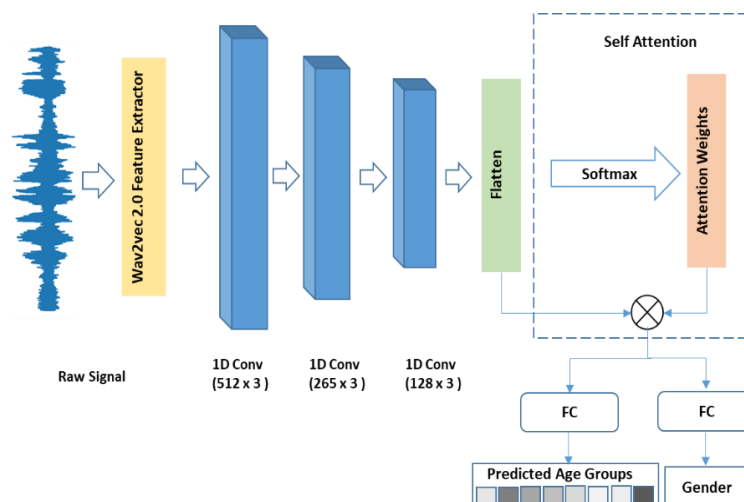 Self Attention
Wav2vec 2.0 Feature Extractor
Flatten
Softmax
Attention Weights
Raw Signal
1D Conv
(512 x 3 )
1D Conv
(265 x 3 )
1D Conv
(128 x 3 )
FC
FC
Predicted Age Groups
Gender